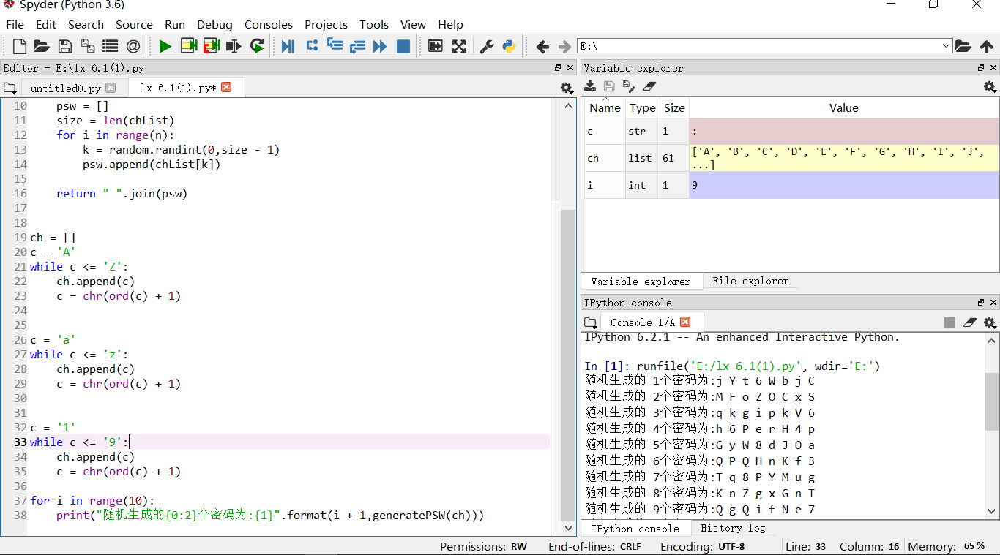 Spyder (Python 3.6)
File Edit Search Source Run Debug Consoles Projects Tools View Help
E:\
Editor - E:\lx 6.1(1).py
untitled0.py
lx 6.1(1).py*
10 psw = []
11 size = len(chList)
12 for i in range(n):
13 k = random.randint(0,size - 1)
14 psw.append(chList[k])
15
16 return " ".join(psw)
17
18
19 ch = []
20 c = 'A'
21 while c <= 'Z':
22 ch.append(c)
23 c = chr(ord(c) + 1)
24
25
26 c = 'a'
27 while c <= 'z':
28 ch.append(c)
29 c = chr(ord(c) + 1)
30
31
32 c = '1'
33 while c <= '9':
34 ch.append(c)
35 c = chr(ord(c) + 1)
36
37 for i in range(10):
38 print("随机生成的{0:2}个密码为:{1}".format(i + 1,generatePSW(ch)))
Variable explorer
Name Type Size Value
c str 1 :
ch list 61 ['A', 'B', 'C', 'D', 'E', 'F', 'G', 'H', 'I', 'J',
...]
i int 1 9
Variable explorer File explorer
IPython console
Console 1/A
IPython 6.2.1 -- An enhanced Interactive Python.
In [1]: runfile('E:/lx 6.1(1).py', wdir='E:')
随机生成的 1个密码为:j Y t 6 W b j C
随机生成的 2个密码为:M F o Z O C x S
随机生成的 3个密码为:q k g i p k V 6
随机生成的 4个密码为:h 6 P e r H 4 p
随机生成的 5个密码为:G y W 8 d J O a
随机生成的 6个密码为:Q P Q H n K f 3
随机生成的 7个密码为:T q 8 P Y M u g
随机生成的 8个密码为:K n Z g x G n T
随机生成的 9个密码为:Q g Q i f N e 7
IPython console History log
Permissions: RW End-of-lines: CRLF Encoding: UTF-8 Line: 33 Column: 16 Memory: 65 %